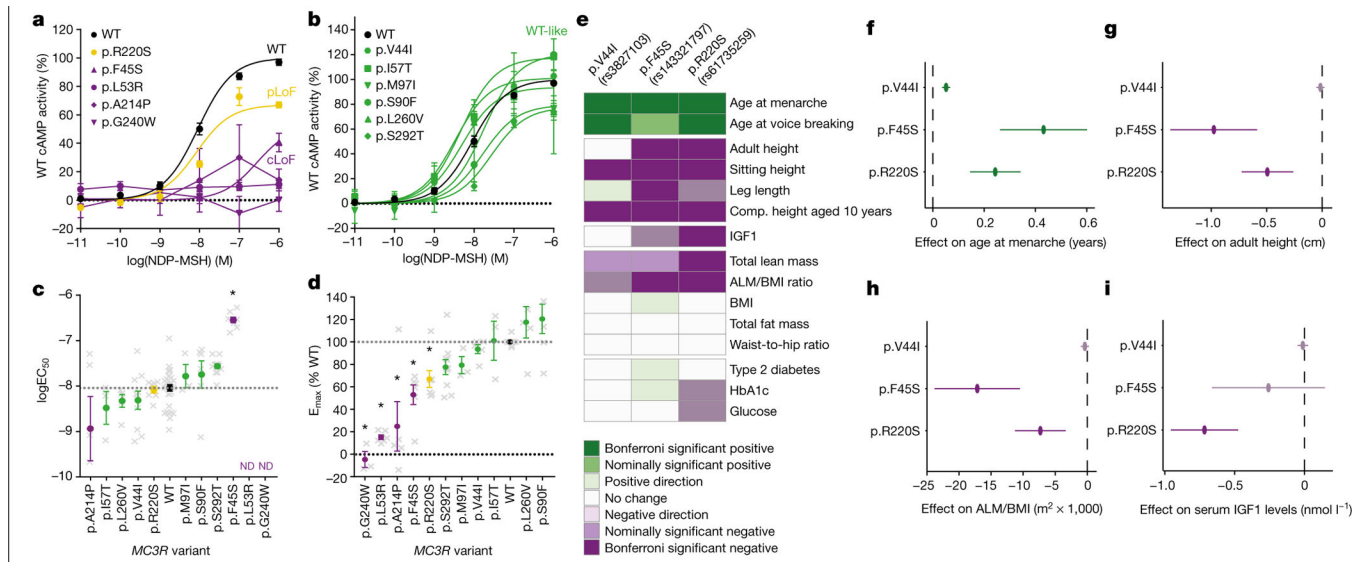 a
WT cAMP activity (%)
120
100
80
60
40
20
0
−20
−11
−10
−9
−8
−7
−6
log(NDP-MSH) (M)
WT
p.R220S
p.F45S
p.L53R
p.A214P
p.G240W
WT
pLoF
cLoF
b
WT cAMP activity (%)
140
120
100
80
60
40
20
0
−20
−11
−10
−9
−8
−7
−6
log(NDP-MSH) (M)
WT
p.V44I
p.I57T
p.M97I
p.S90F
p.L260V
p.S292T
WT-like
c
logEC50
−6
−7
−8
−9
−10
*
ND ND
p.A214P
p.I57T
p.L260V
p.V44I
p.R220S
WT
p.M97I
p.S90F
p.S292T
p.F45S
p.L53R
p.G240W
MC3R variant
d
Emax (% WT)
140
120
100
80
60
40
20
0
−20
*
*
*
*
*
p.G240W
p.L53R
p.A214P
p.F45S
p.R220S
p.S292T
p.M97I
p.V44I
p.I57T
WT
p.L260V
p.S90F
MC3R variant
e
p.V44I
(rs3827103)
p.F45S
(rs143321797)
p.R220S
(rs61735259)
Age at menarche
Age at voice breaking
Adult height
Sitting height
Leg length
Comp. height aged 10 years
IGF1
Total lean mass
ALM/BMI ratio
BMI
Total fat mass
Waist-to-hip ratio
Type 2 diabetes
HbA1c
Glucose
Bonferroni significant positive
Nominally significant positive
Positive direction
No change
Negative direction
Nominally significant negative
Bonferroni significant negative
f
p.V44I
p.F45S
p.R220S
0
0.2
0.4
0.6
Effect on age at menarche (years)
g
p.V44I
p.F45S
p.R220S
−1.0
−0.5
0
Effect on adult height (cm)
h
p.V44I
p.F45S
p.R220S
−25
−20
−15
−10
−5
0
Effect on ALM/BMI (m² × 1,000)
i
p.V44I
p.F45S
p.R220S
−1.0
−0.5
0
Effect on serum IGF1 levels (nmol l⁻¹)